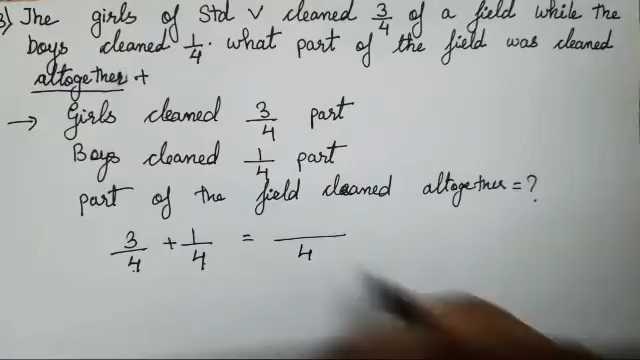 3) The girls of Std V cleaned 3/4 of a field while the
boys cleaned 1/4. what part of the field was cleaned
altogether +
→ Girls cleaned 3/4 part
Boys cleaned 1/4 part
part of the field cleaned altogether = ?
3/4 + 1/4 = /4